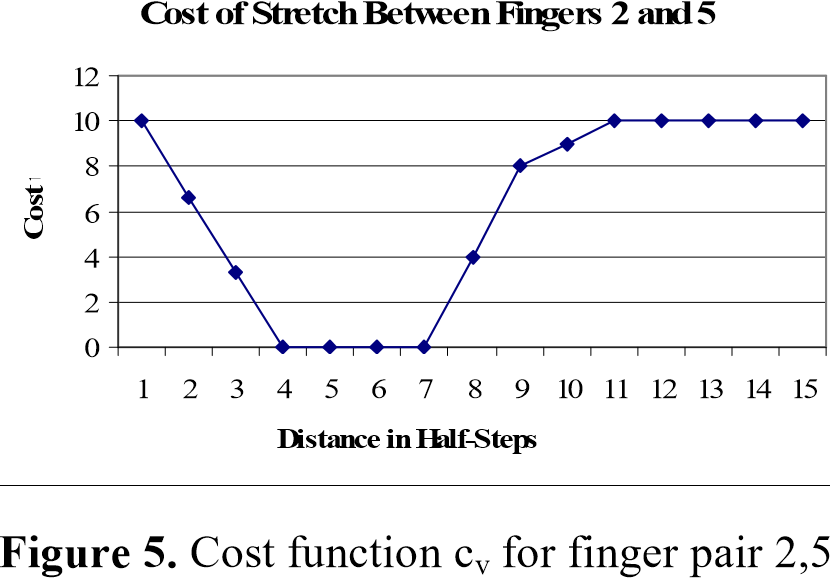 Cost of Stretch Between Fingers 2 and 5
12
10
8
6
4
2
0
Cost
1 2 3 4 5 6 7 8 9 10 11 12 13 14 15
Distance in Half-Steps
Figure 5. Cost function cv for finger pair 2,5